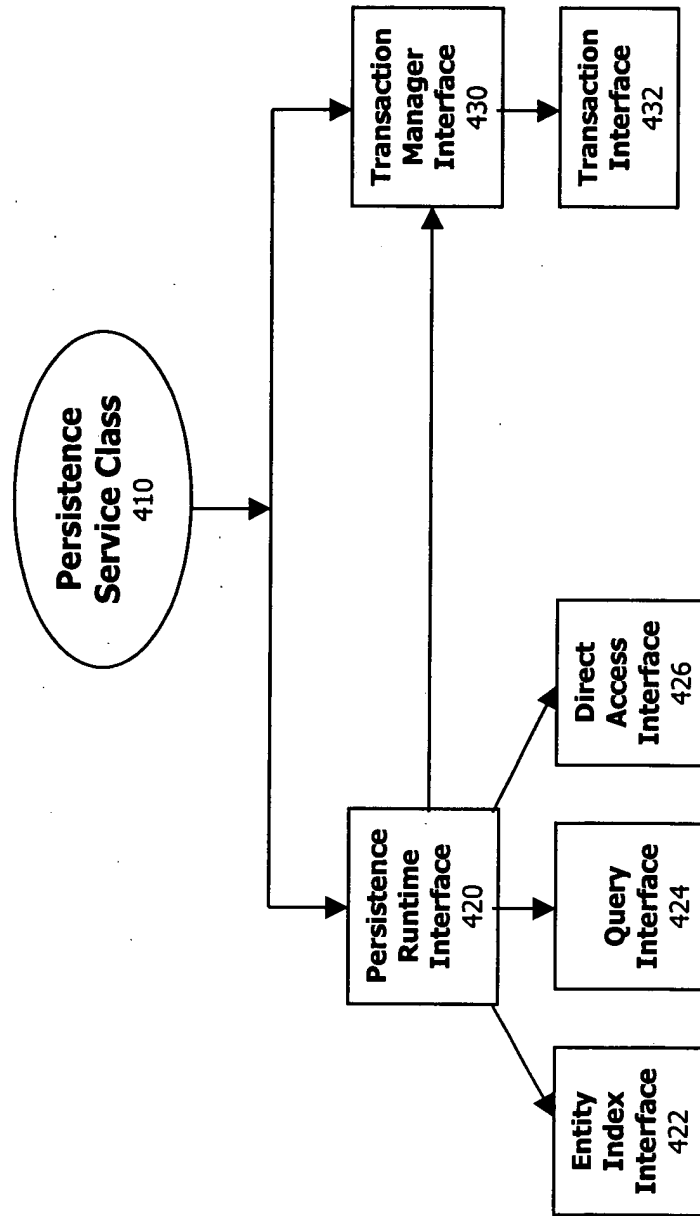 Persistence
Service Class
410
Persistence
Runtime
Interface
420
Transaction
Manager
Interface
430
Entity
Index
Interface
422
Query
Interface
424
Direct
Access
Interface
426
Transaction
Interface
432